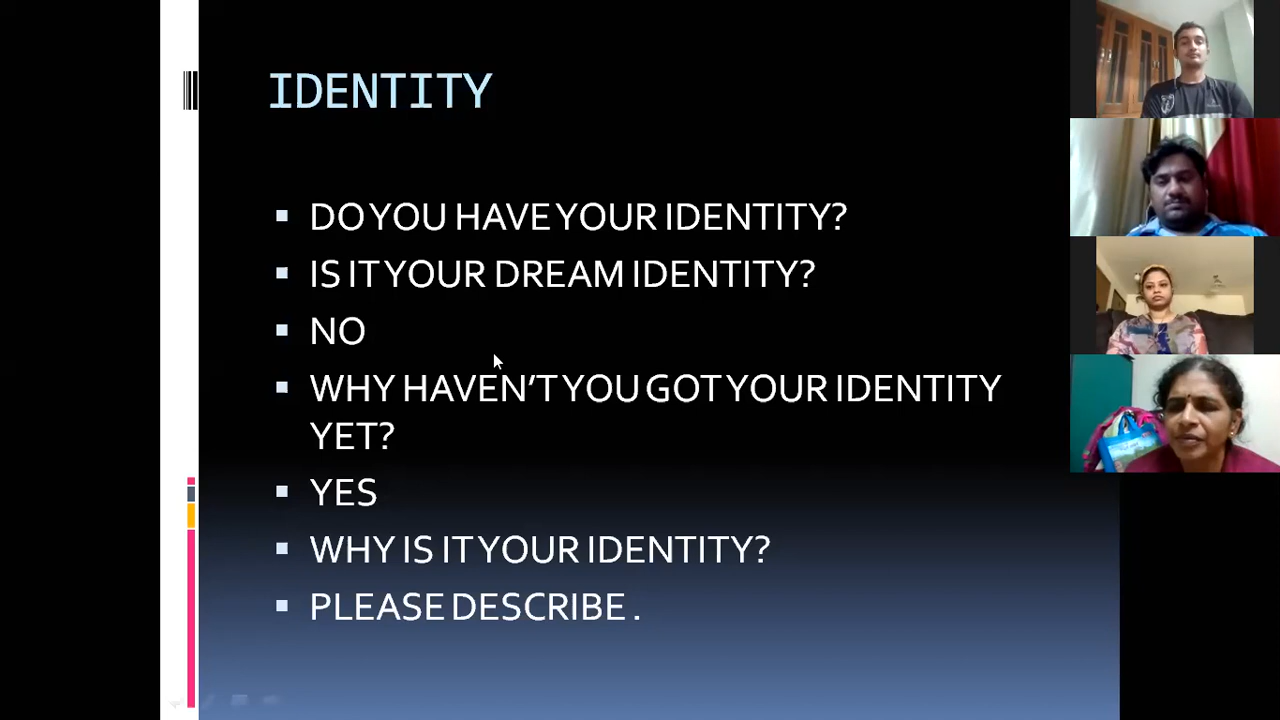 IDENTITY
DO YOU HAVE YOUR IDENTITY?
IS IT YOUR DREAM IDENTITY?
NO
WHY HAVEN'T YOU GOT YOUR IDENTITY
YET?
YES
WHY IS IT YOUR IDENTITY?
PLEASE DESCRIBE .